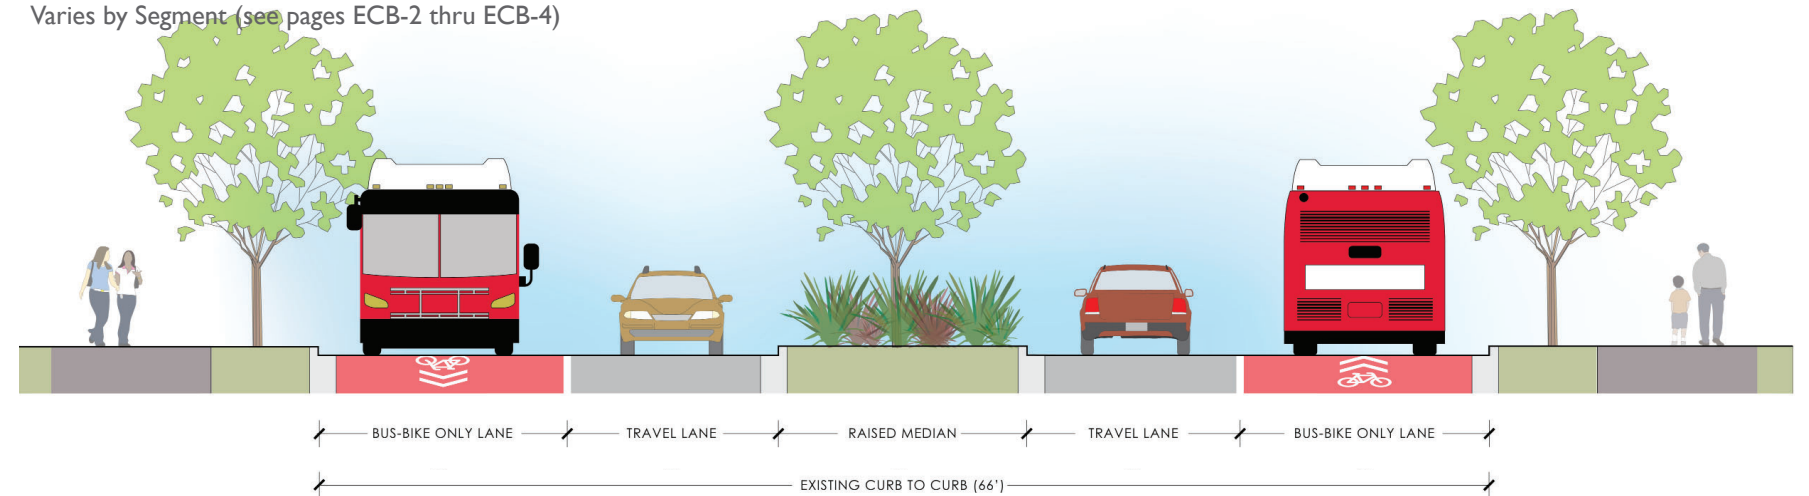 Varies by Segment (see pages ECB-2 thru ECB-4)
BUS-BIKE ONLY LANE
TRAVEL LANE
RAISED MEDIAN
TRAVEL LANE
BUS-BIKE ONLY LANE
EXISTING CURB TO CURB (66')